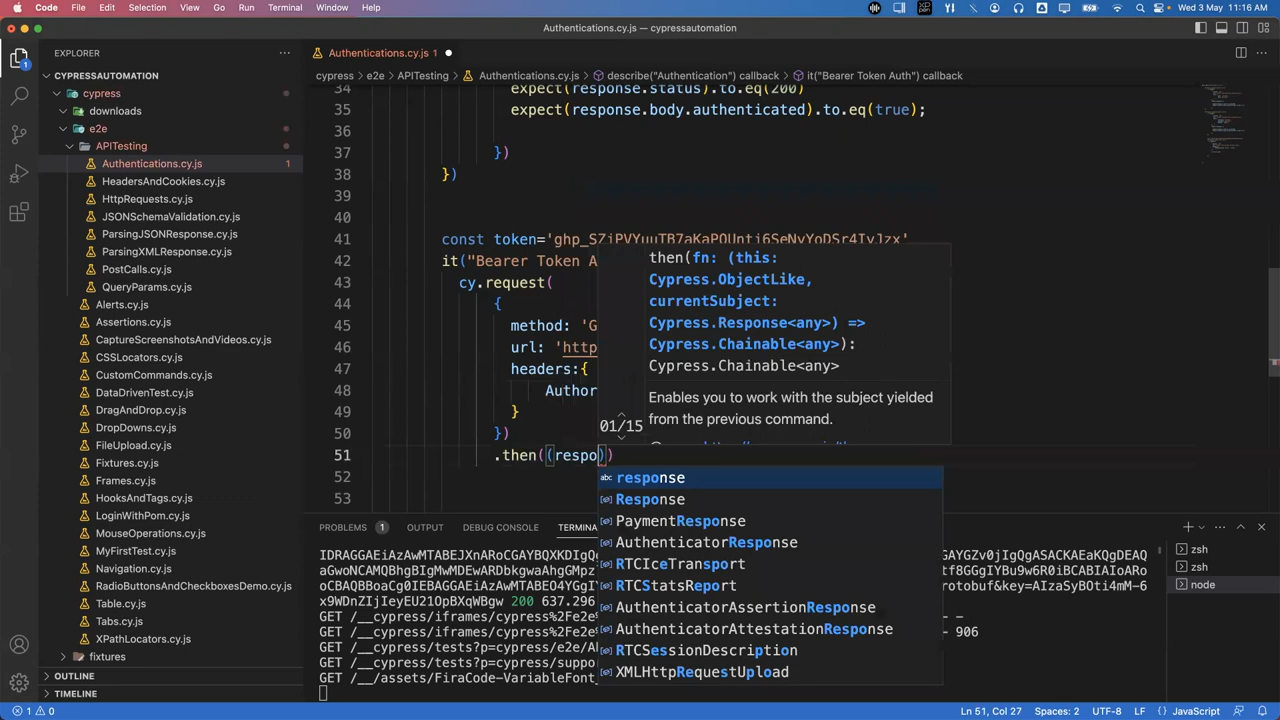 Code File Edit Selection View Go Run Terminal Window Help Wed 3 May 11:16 AM
Authentications.cy.js — cypressautomation
EXPLORER
Authentications.cy.js 1
CYPRESSAUTOMATION
cypress > e2e > APITesting > Authentications.cy.js > describe("Authentication") callback > it("Bearer Token Auth") callback
cypress
downloads
e2e
APITesting
Authentications.cy.js 1
HeadersAndCookies.cy.js
HttpRequests.cy.js
JSONSchemaValidation.cy.js
ParsingJSONResponse.cy.js
ParsingXMLResponse.cy.js
PostCalls.cy.js
QueryParams.cy.js
Alerts.cy.js
Assertions.cy.js
CaptureScreenshotsAndVideos.cy.js
CSSLocators.cy.js
CustomCommands.cy.js
DataDrivenTest.cy.js
DragAndDrop.cy.js
DropDowns.cy.js
FileUpload.cy.js
Fixtures.cy.js
Frames.cy.js
HooksAndTags.cy.js
LoginWithPom.cy.js
MouseOperations.cy.js
MyFirstTest.cy.js
Navigation.cy.js
RadioButtonsAndCheckboxesDemo.cy.js
Table.cy.js
Tabs.cy.js
XPathLocators.cy.js
fixtures
OUTLINE
TIMELINE
34 expect(response.status).to.eq(200)
35 expect(response.body.authenticated).to.eq(true);
36
37 })
38 })
39
40
41 const token='
42 it("Bearer Token A
43 cy.request(
44 {
45 method: 'G
46 url: 'http
47 headers:{
48 Author
49 }
50 })
51 .then((respo))
52
53
then(fn: (this:
Cypress.ObjectLike,
currentSubject:
Cypress.Response<any>) =>
Cypress.Chainable<any>):
Cypress.Chainable<any>
Enables you to work with the subject yielded
from the previous command.
01/15
response
Response
PaymentResponse
AuthenticatorResponse
RTCIceTransport
RTCStatsReport
AuthenticatorAssertionResponse
AuthenticatorAttestationResponse
RTCSessionDescription
XMLHttpRequestUpload
PROBLEMS 1 OUTPUT DEBUG CONSOLE TERMINA
200 637.296
GET /__cypress/iframes/cypress%2Fe2e%
GET /__cypress/iframes/cypress%2Fe2e%
GET /__cypress/tests?p=cypress/e2e/A
GET /__cypress/tests?p=cypress/suppo
GET /__/assets/FiraCode-VariableFont_
- 906
zsh
zsh
node
1 0 Ln 51, Col 27 Spaces: 2 UTF-8 LF {} JavaScript